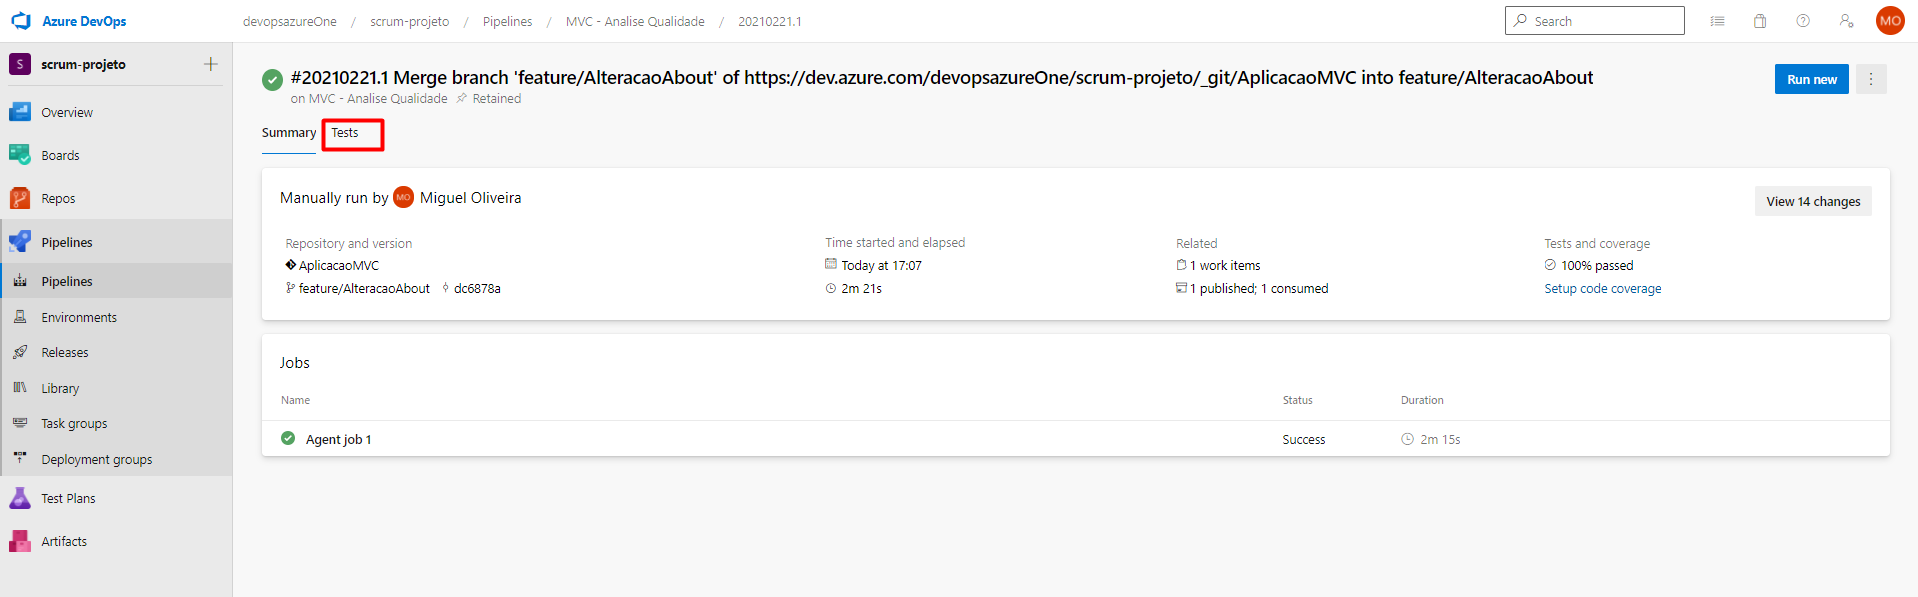 Azure DevOps
devopsazureOne / scrum-projeto / Pipelines / MVC - Analise Qualidade / 20210221.1
Search
MO
S scrum-projeto
Overview
Boards
Repos
Pipelines
Pipelines
Environments
Releases
Library
Task groups
Deployment groups
Test Plans
Artifacts
#20210221.1 Merge branch 'feature/AlteracaoAbout' of https://dev.azure.com/devopsazureOne/scrum-projeto/_git/AplicacaoMVC into feature/AlteracaoAbout
on MVC - Analise Qualidade Retained
Run new
Summary Tests
Manually run by MO Miguel Oliveira
View 14 changes
Repository and version
AplicacaoMVC
feature/AlteracaoAbout dc6878a
Time started and elapsed
Today at 17:07
2m 21s
Related
1 work items
1 published; 1 consumed
Tests and coverage
100% passed
Setup code coverage
Jobs
Name Status Duration
Agent job 1 Success 2m 15s